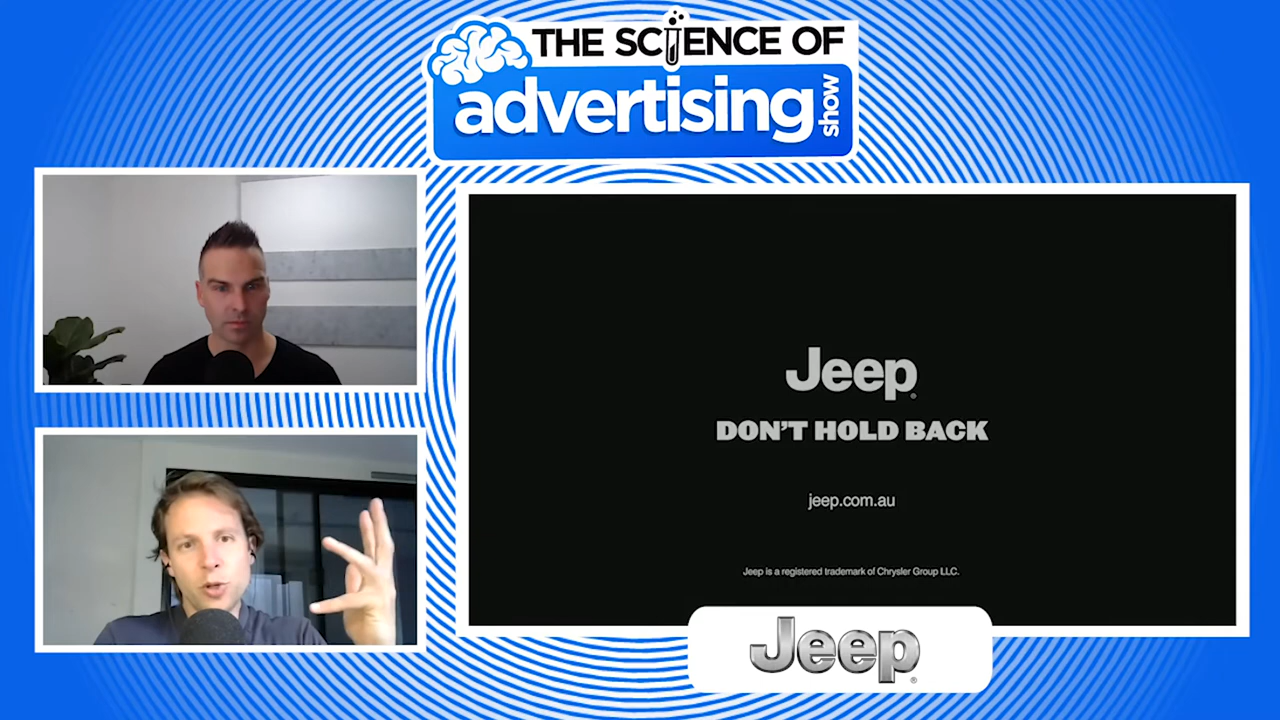 THE SCIENCE OF
advertising show
Jeep®
DON'T HOLD BACK
jeep.com.au
Jeep is a registered trademark of Chrysler Group LLC.
Jeep®